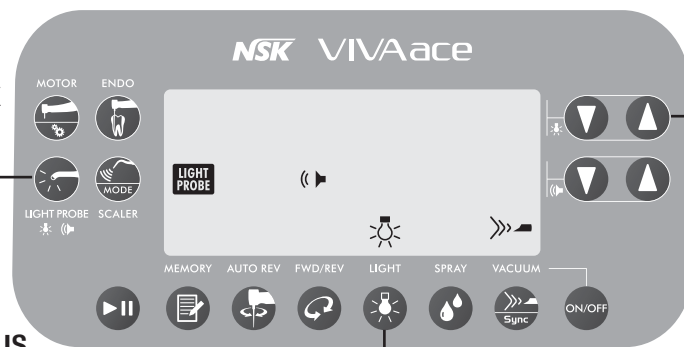 NSK VIVAace
MOTOR ENDO
LIGHT
PROBE
MODE
LIGHT PROBE SCALER
MEMORY AUTO REV FWD/REV LIGHT SPRAY VACUUM
Sync
ON/OFF
US